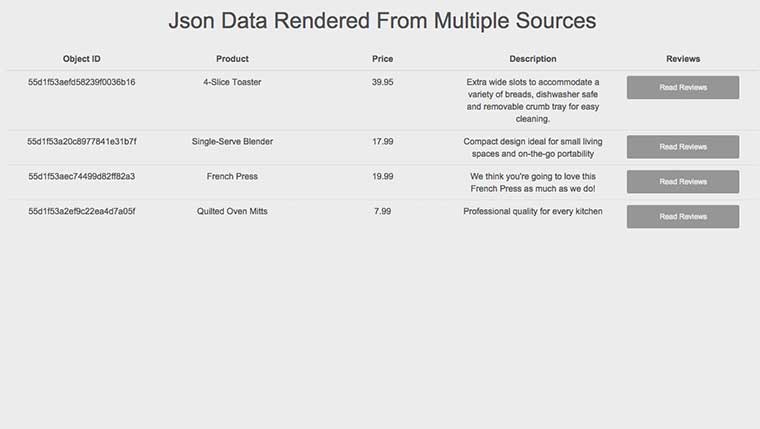 Json Data Rendered From Multiple Sources
Object ID Product Price Description Reviews
55d1f53aefd58239f0036b16 4-Slice Toaster 39.95 Extra wide slots to accommodate a Read Reviews
variety of breads, dishwasher safe
and removable crumb tray for easy
cleaning.
55d1f53a20c8977841e31b7f Single-Serve Blender 17.99 Compact design ideal for small living Read Reviews
spaces and on-the-go portability
55d1f53aec74499d82ff82a3 French Press 19.99 We think you're going to love this Read Reviews
French Press as much as we do!
55d1f53a2ef9c22ea4d7a05f Quilted Oven Mitts 7.99 Professional quality for every kitchen Read Reviews